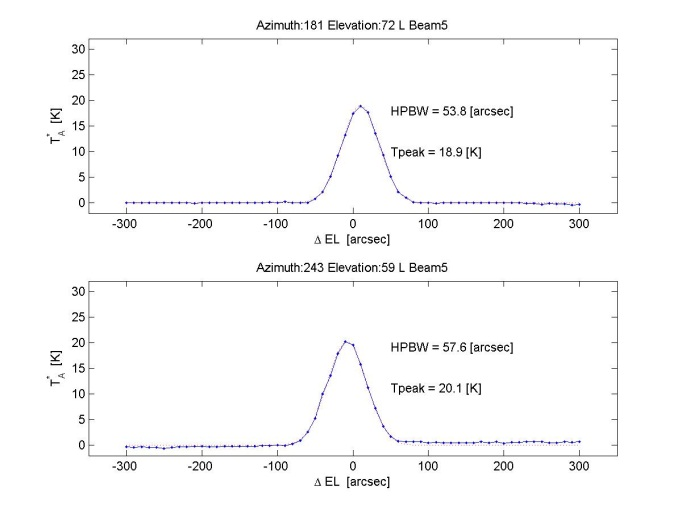 Azimuth:181 Elevation:72 L Beam5
30
25
20
15
10
5
0
T*A [K]
HPBW = 53.8 [arcsec]
Tpeak = 18.9 [K]
-300 -200 -100 0 100 200 300
Δ EL [arcsec]
Azimuth:243 Elevation:59 L Beam5
30
25
20
15
10
5
0
T*A [K]
HPBW = 57.6 [arcsec]
Tpeak = 20.1 [K]
-300 -200 -100 0 100 200 300
Δ EL [arcsec]